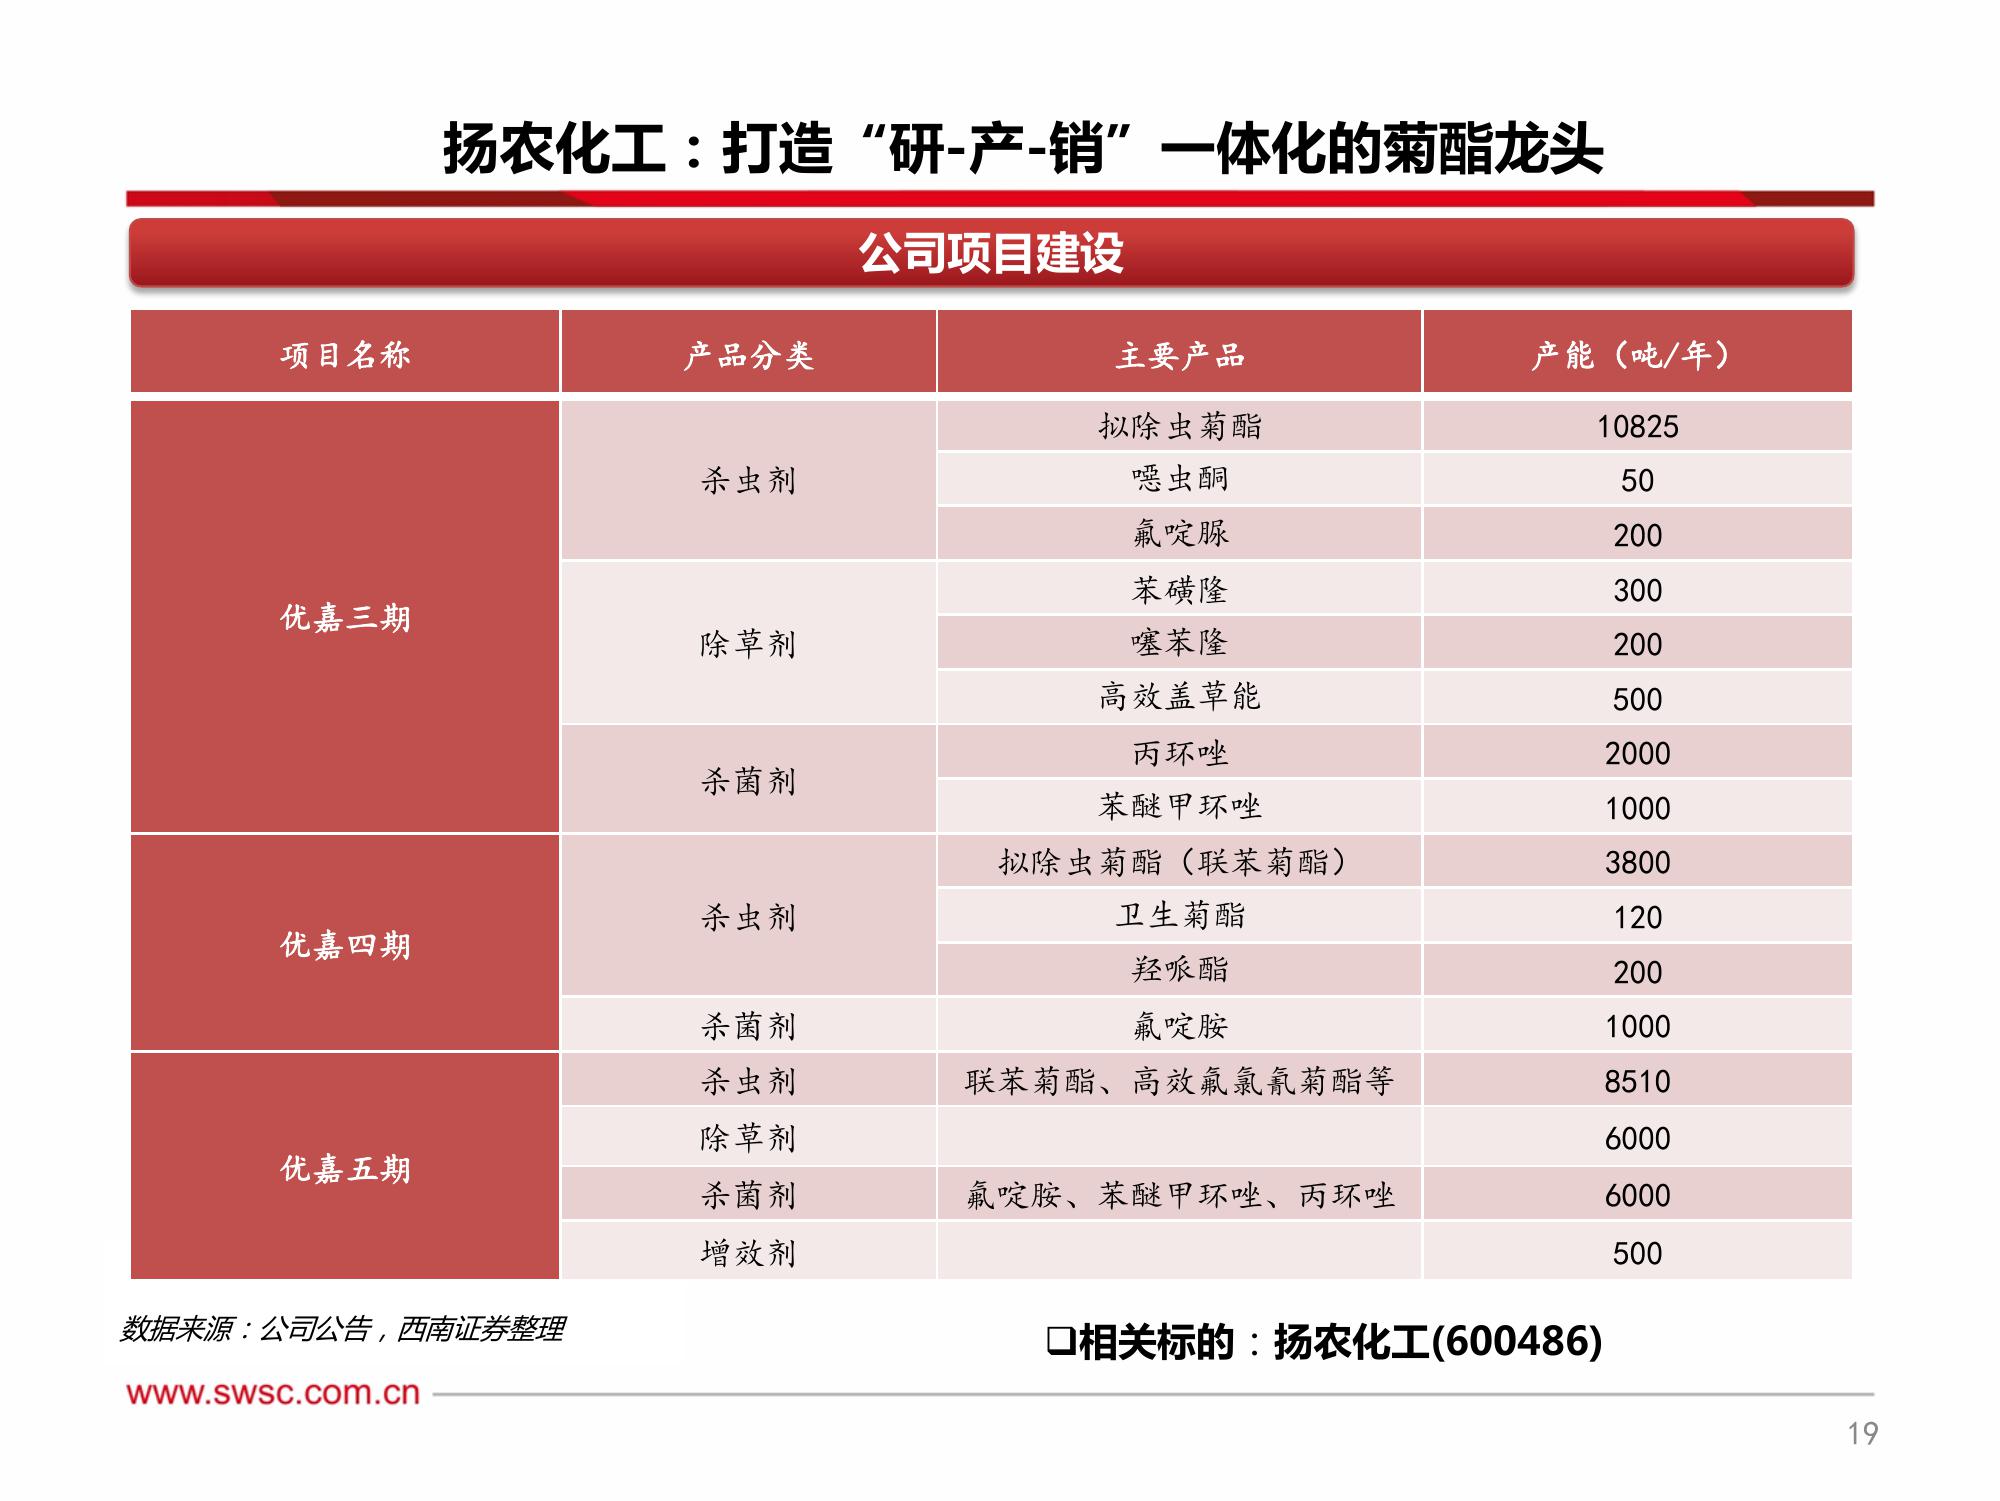 扬农化工：打造“研-产-销”一体化的菊酯龙头
公司项目建设
项目名称 产品分类 主要产品 产能（吨/年）
优嘉三期 杀虫剂 拟除虫菊酯 10825
噁虫酮 50
氟啶脲 200
除草剂 苯磺隆 300
噻苯隆 200
高效盖草能 500
杀菌剂 丙环唑 2000
苯醚甲环唑 1000
优嘉四期 杀虫剂 拟除虫菊酯（联苯菊酯） 3800
卫生菊酯 120
羟哌酯 200
杀菌剂 氟啶胺 1000
优嘉五期 杀虫剂 联苯菊酯、高效氟氯氰菊酯等 8510
除草剂 6000
杀菌剂 氟啶胺、苯醚甲环唑、丙环唑 6000
增效剂 500
数据来源：公司公告，西南证券整理
❑相关标的：扬农化工(600486)
www.swsc.com.cn
19